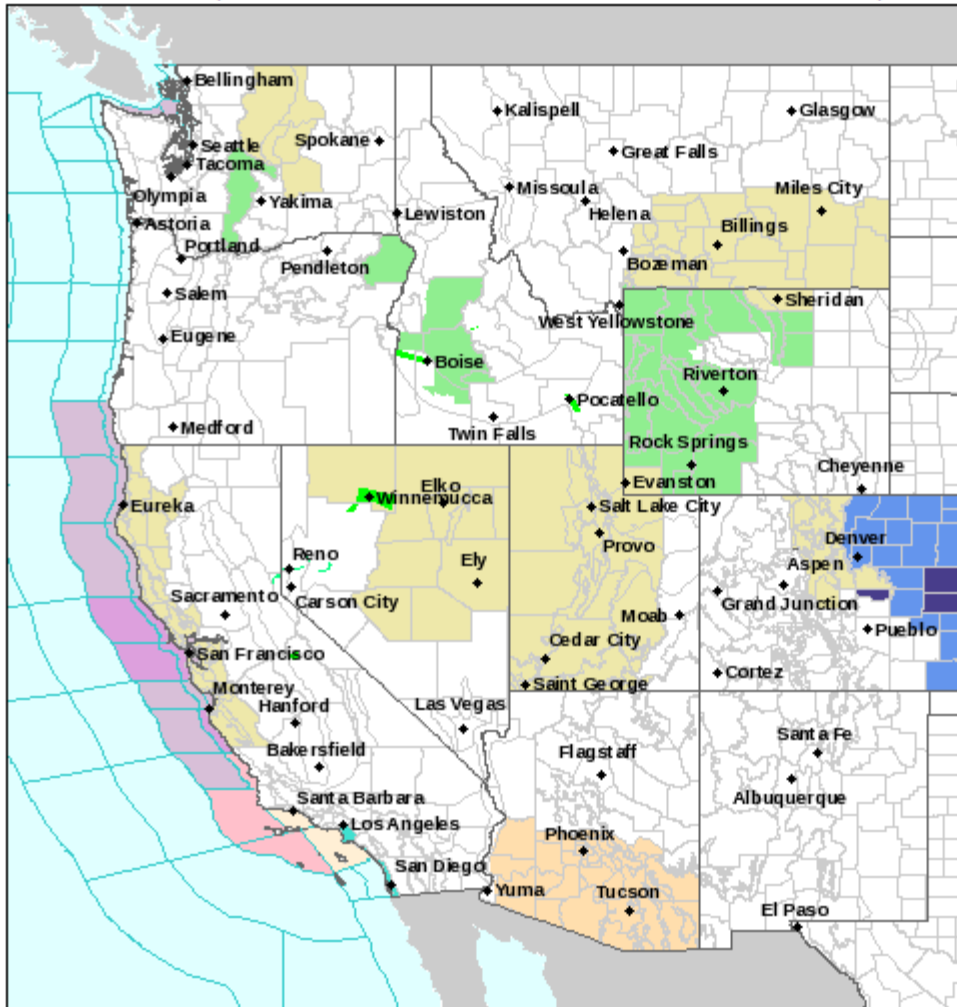 Bellingham
Kalispell
Glasgow
Seattle
Spokane
Great Falls
Tacoma
Olympia
Missoula
Miles City
Yakima
Lewiston
Helena
Astoria
Billings
Portland
Pendleton
Bozeman
Salem
Sheridan
West Yellowstone
Eugene
Boise
Riverton
Pocatello
Medford
Twin Falls
Rock Springs
Cheyenne
Elko
Evanston
Eureka
Winnemucca
Salt Lake City
Provo
Denver
Reno
Ely
Aspen
Sacramento
Carson City
Grand Junction
Moab
Pueblo
San Francisco
Cedar City
Cortez
Monterey
Saint George
Hanford
Las Vegas
Bakersfield
Flagstaff
Santa Fe
Santa Barbara
Albuquerque
Los Angeles
Phoenix
San Diego
Yuma
Tucson
El Paso